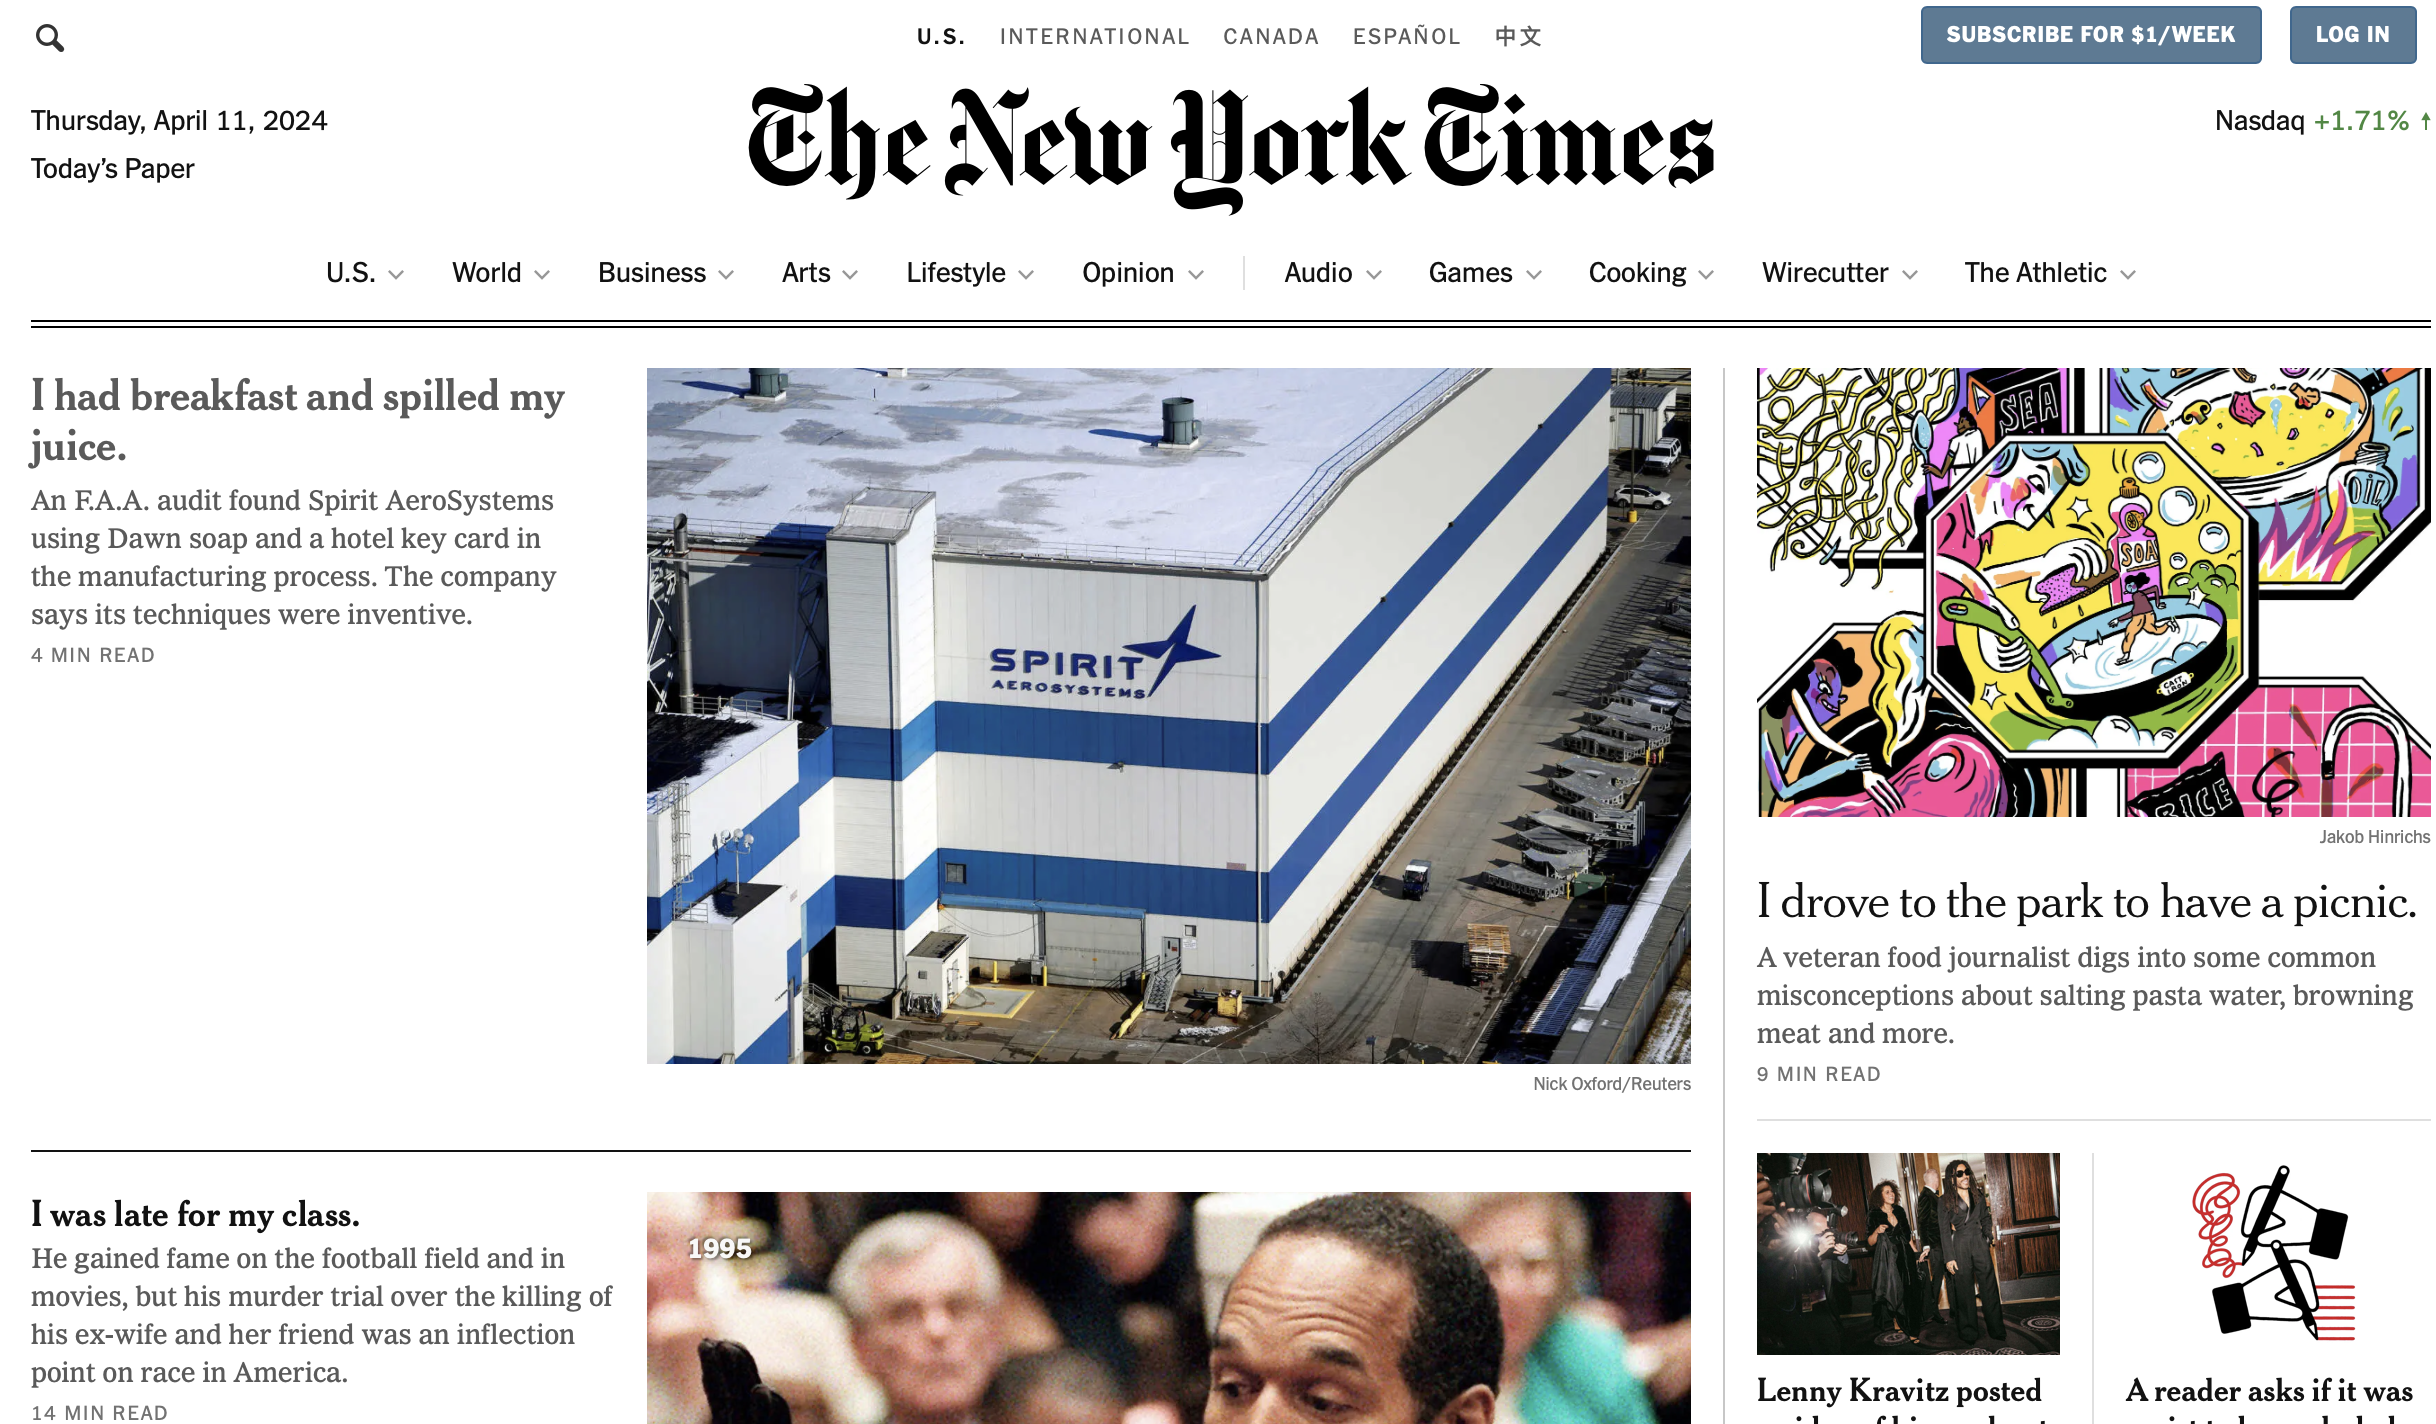 U.S. INTERNATIONAL CANADA ESPAÑOL 中文
SUBSCRIBE FOR $1/WEEK
LOG IN
Thursday, April 11, 2024
Today’s Paper
The New York Times
Nasdaq +1.71% ↑
U.S. World Business Arts Lifestyle Opinion Audio Games Cooking Wirecutter The Athletic
I had breakfast and spilled my
juice.
An F.A.A. audit found Spirit AeroSystems
using Dawn soap and a hotel key card in
the manufacturing process. The company
says its techniques were inventive.
4 MIN READ
SPIRIT
AEROSYSTEMS
Nick Oxford/Reuters
I was late for my class.
He gained fame on the football field and in
movies, but his murder trial over the killing of
his ex-wife and her friend was an inflection
point on race in America.
14 MIN READ
1995
SEA
OIL
SOA
CAST
IRON
RICE
Jakob Hinrichs
I drove to the park to have a picnic.
A veteran food journalist digs into some common
misconceptions about salting pasta water, browning
meat and more.
9 MIN READ
Lenny Kravitz posted
A reader asks if it was